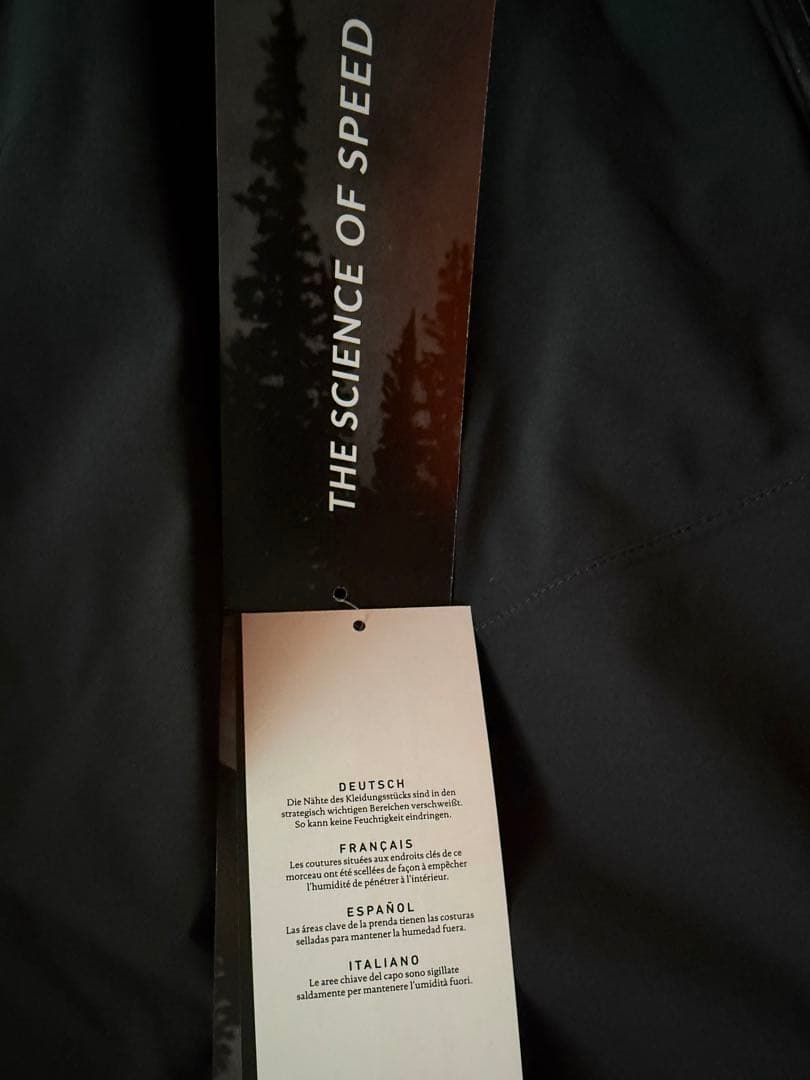 THE SCIENCE OF SPEED
DEUTSCH
Die Nähte des Kleidungsstücks sind in den
strategisch wichtigen Bereichen verschweißt.
So kann keine Feuchtigkeit eindringen.
FRANÇAIS
Les coutures situées aux endroits clés de ce
morceau ont été scellées de façon à empêcher
l'humidité de pénétrer à l'intérieur.
ESPAÑOL
Las áreas clave de la prenda tienen las costuras
selladas para mantener la humedad fuera.
ITALIANO
Le aree chiave del capo sono sigillate
saldamente per mantenere l'umidità fuori.